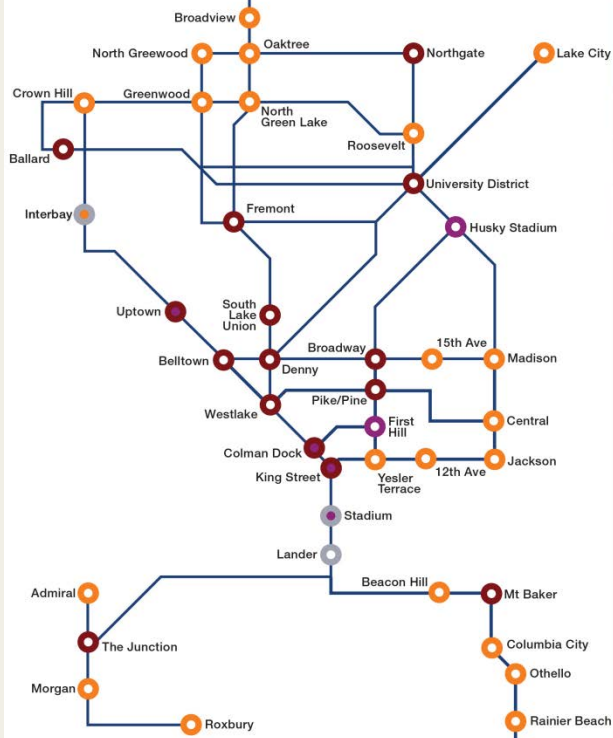 Broadview
North Greewood
Oaktree
Northgate
Lake City
Crown Hill
Greenwood
North
Green Lake
Roosevelt
Ballard
University District
Interbay
Fremont
Husky Stadium
Uptown
South
Lake
Union
15th Ave
Broadway
Belltown
Madison
Denny
Pike/Pine
Westlake
First
Hill
Central
Colman Dock
King Street
Yesler
Terrace
12th Ave
Jackson
Stadium
Lander
Beacon Hill
Admiral
Mt Baker
The Junction
Columbia City
Othello
Morgan
Roxbury
Rainier Beach